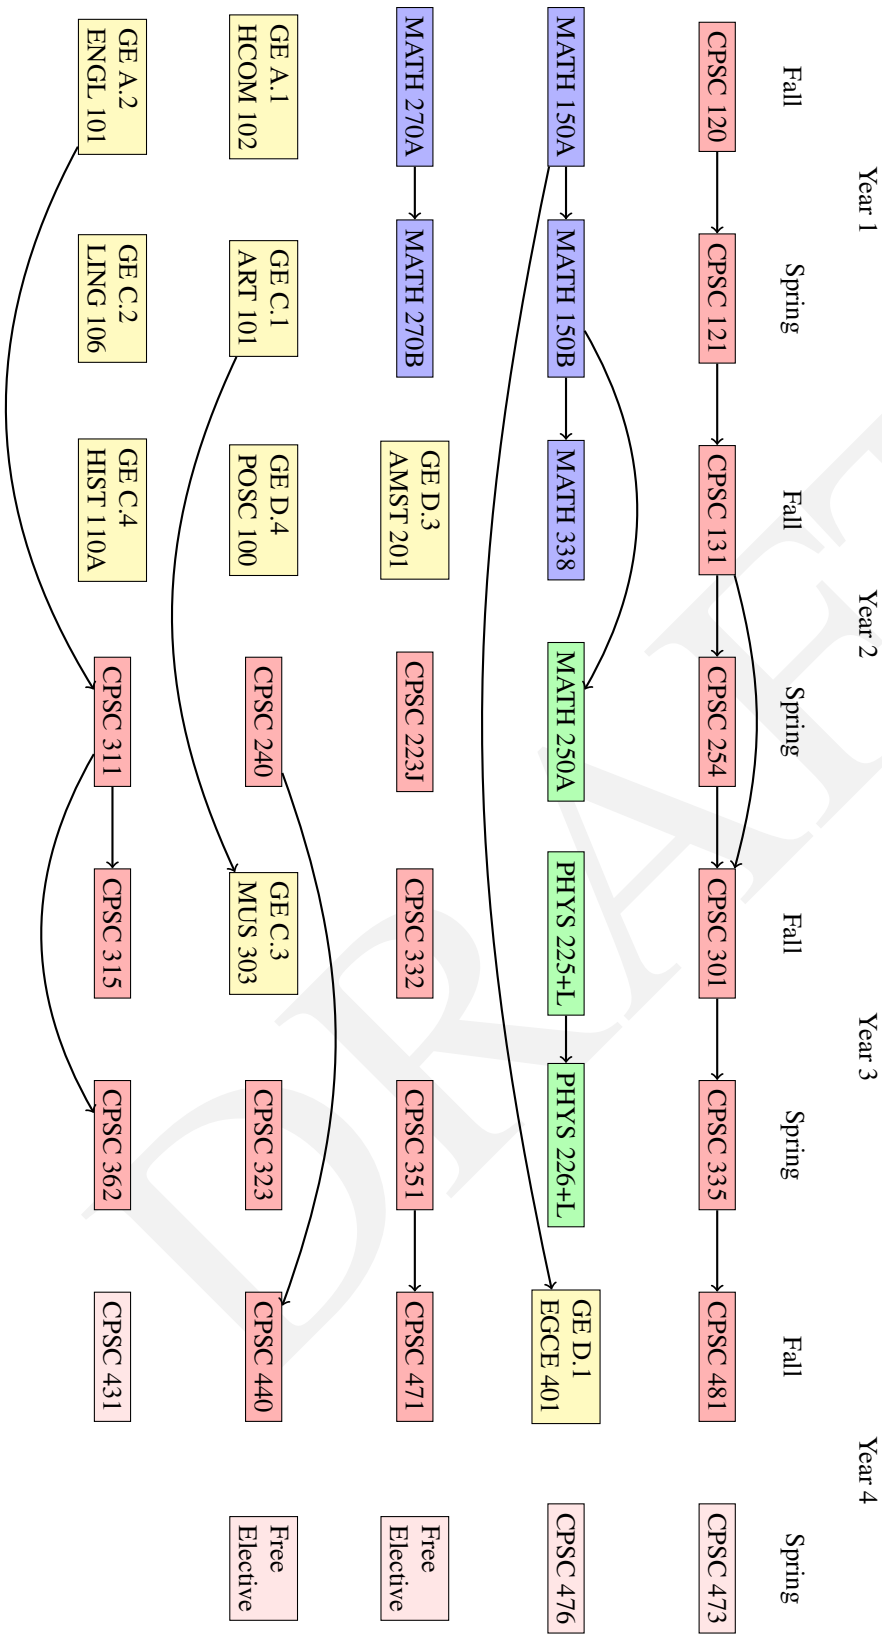 Year 1
Year 2
Year 3
Year 4
Fall
Spring
Fall
Spring
Fall
Spring
Fall
Spring
CPSC 120
CPSC 121
CPSC 131
CPSC 254
CPSC 301
CPSC 335
CPSC 481
CPSC 473
MATH 150A
MATH 150B
MATH 338
MATH 250A
PHYS 225+L
PHYS 226+L
GE D.1
EGCE 401
CPSC 476
MATH 270A
MATH 270B
GE D.3
AMST 201
CPSC 223J
CPSC 332
CPSC 351
CPSC 471
Free
Elective
GE A.1
HCOM 102
GE C.1
ART 101
GE D.4
POSC 100
CPSC 240
GE C.3
MUS 303
CPSC 323
CPSC 440
Free
Elective
GE A.2
ENGL 101
GE C.2
LING 106
GE C.4
HIST 110A
CPSC 311
CPSC 315
CPSC 362
CPSC 431
DRAFT